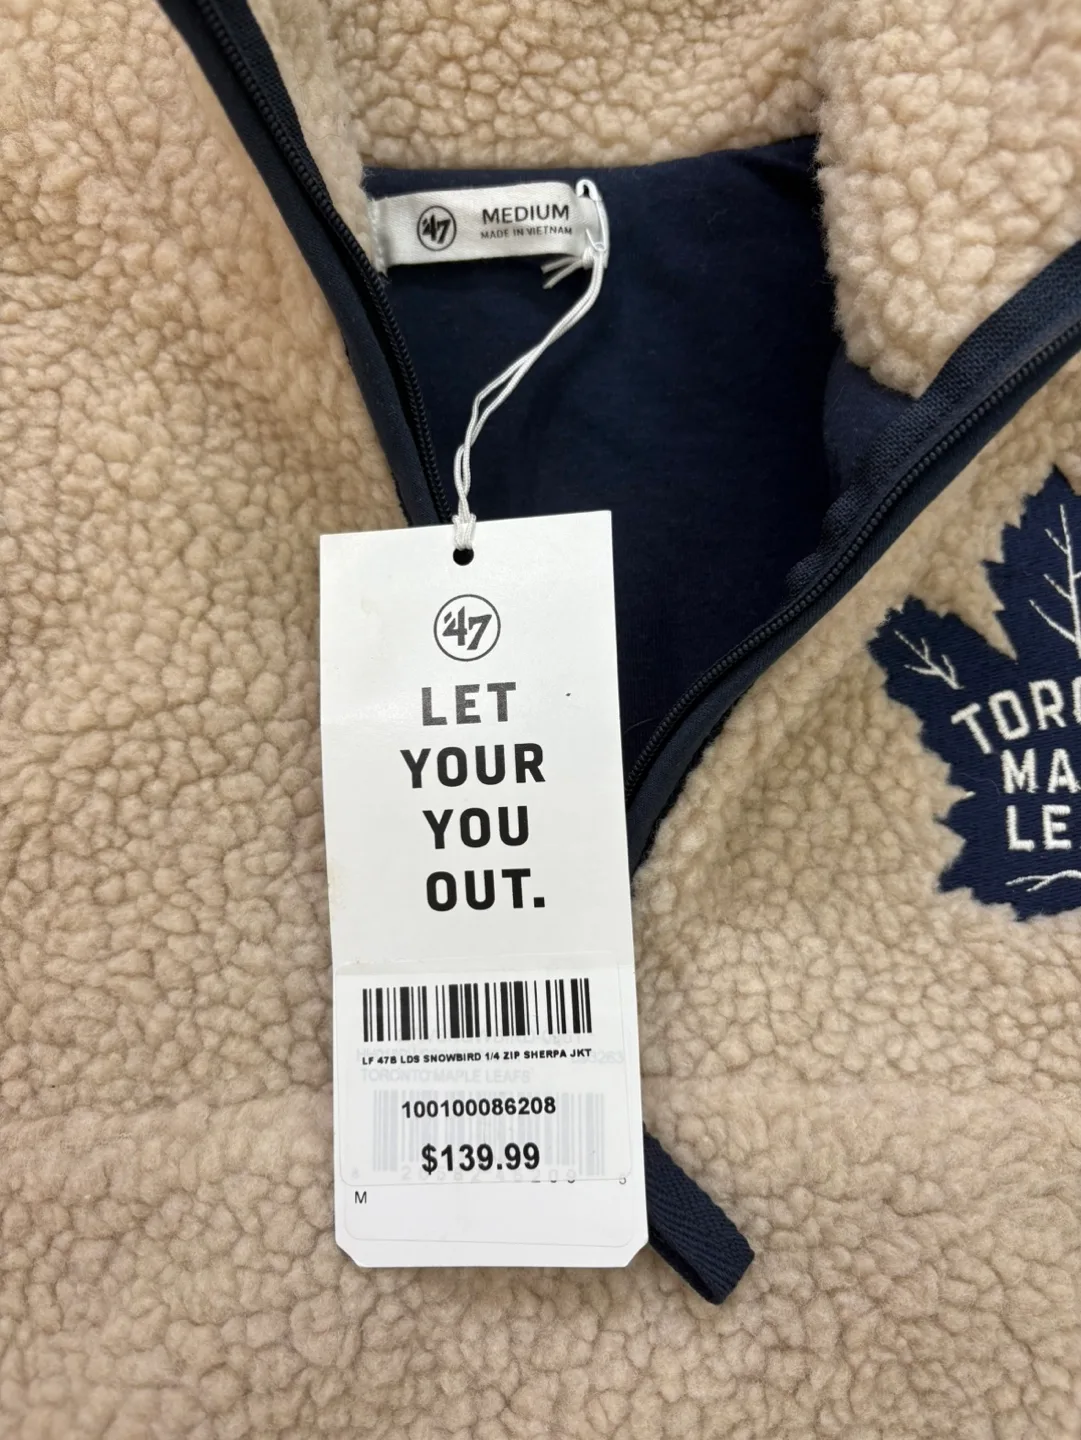 '47
MEDIUM
MADE IN VIETNAM
'47
LET
YOUR
YOU
OUT.
LF 47B LDS SNOWBIRD 1/4 ZIP SHERPA JKT
TORONTO MAPLE LEAFS
100100086208
$139.99
M
TORO
MA
LE